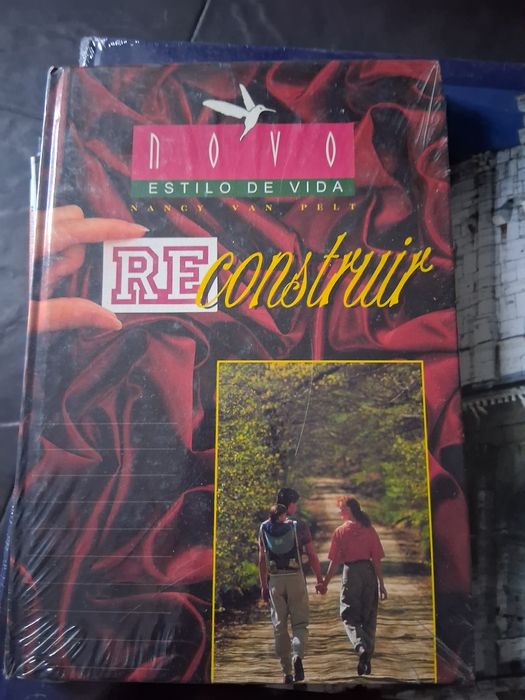 NOVO
ESTILO DE VIDA
NANCY VAN PELT
REconstruir